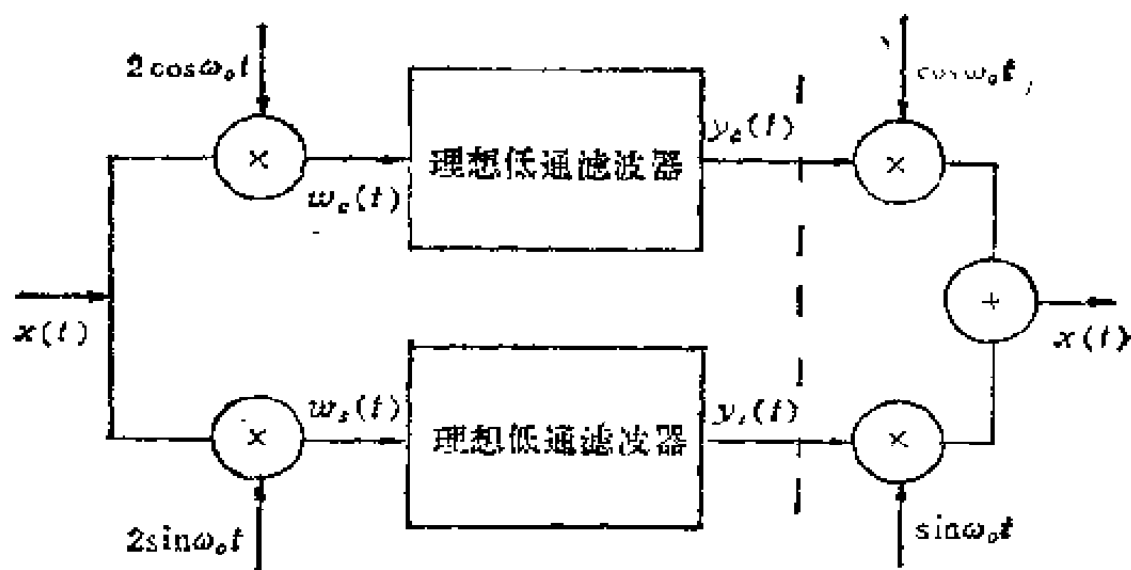 2cosω₀t
cosω₀t
×
理想低通滤波器
y_c(t)
×
w_c(t)
x(t)
+
x(t)
×
w_s(t)
理想低通滤波器
y_s(t)
×
2sinω₀t
sinω₀t